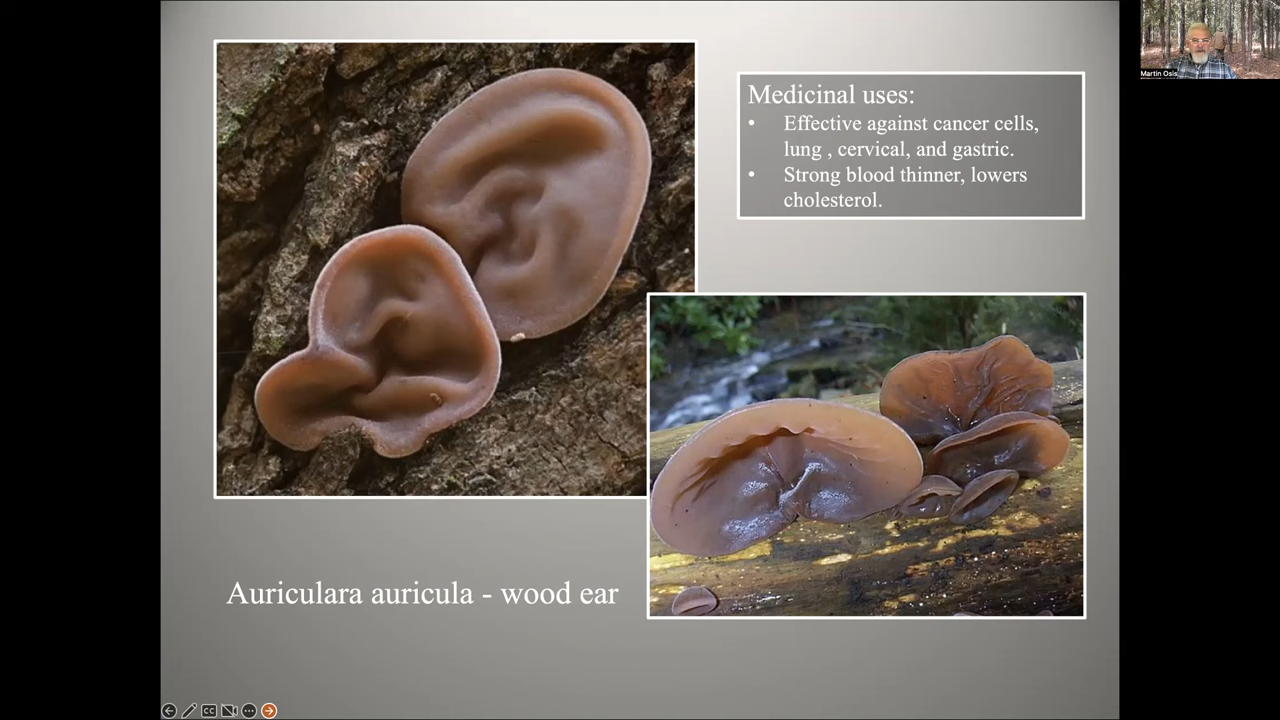 Martin Osis
Medicinal uses:
• Effective against cancer cells,
lung , cervical, and gastric.
• Strong blood thinner, lowers
cholesterol.
Auriculara auricula - wood ear
CC